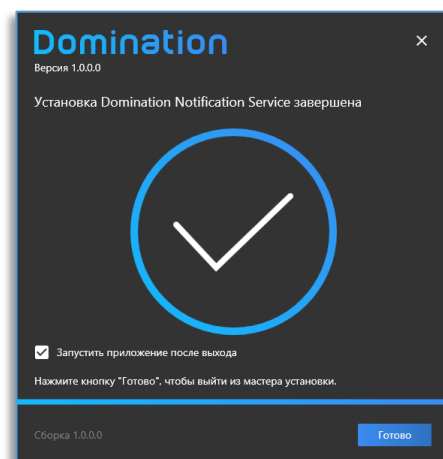 Domination
Версия 1.0.0.0
Установка Domination Notification Service завершена
Запустить приложение после выхода
Нажмите кнопку "Готово", чтобы выйти из мастера установки.
Сборка 1.0.0.0
Готово